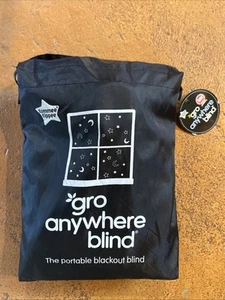 tommee
tippee
gro
anywhere
blind
The portable blackout blind
gro
anywhere
blind